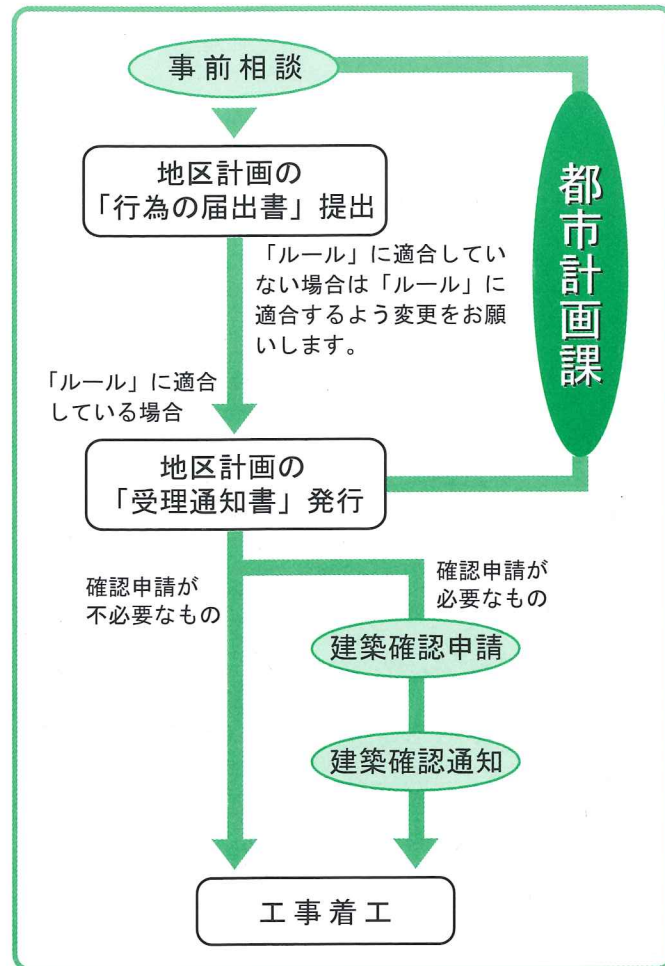 事前相談
都市計画課
地区計画の
「行為の届出書」提出
「ルール」に適合してい
ない場合は「ルール」に
適合するよう変更をお願
いします。
「ルール」に適合
している場合
地区計画の
「受理通知書」発行
確認申請が
不必要なもの
確認申請が
必要なもの
建築確認申請
建築確認通知
工事着工